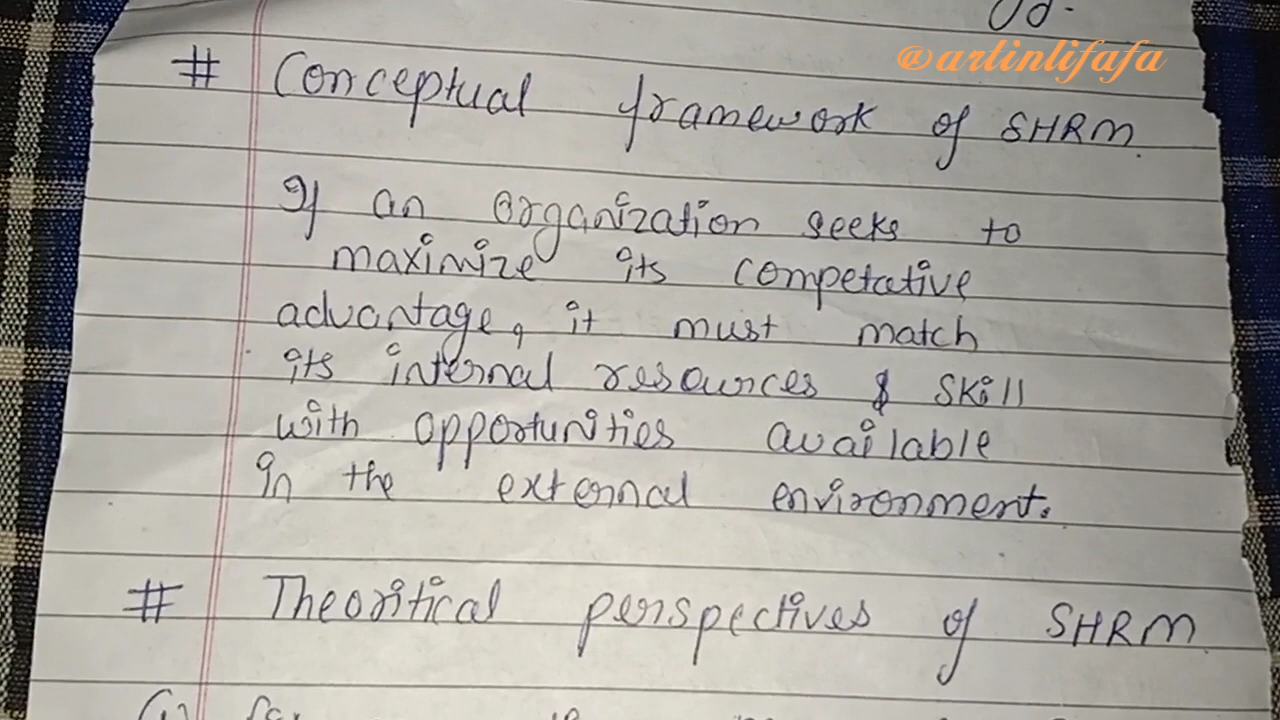 @artinlifafa
# Conceptual framework of SHRM
If an organization seeks to
maximize its competative
advantage, it must match
its internal resources & skill
with opportunities available
in the external environment.
# Theoritical perspectives of SHRM